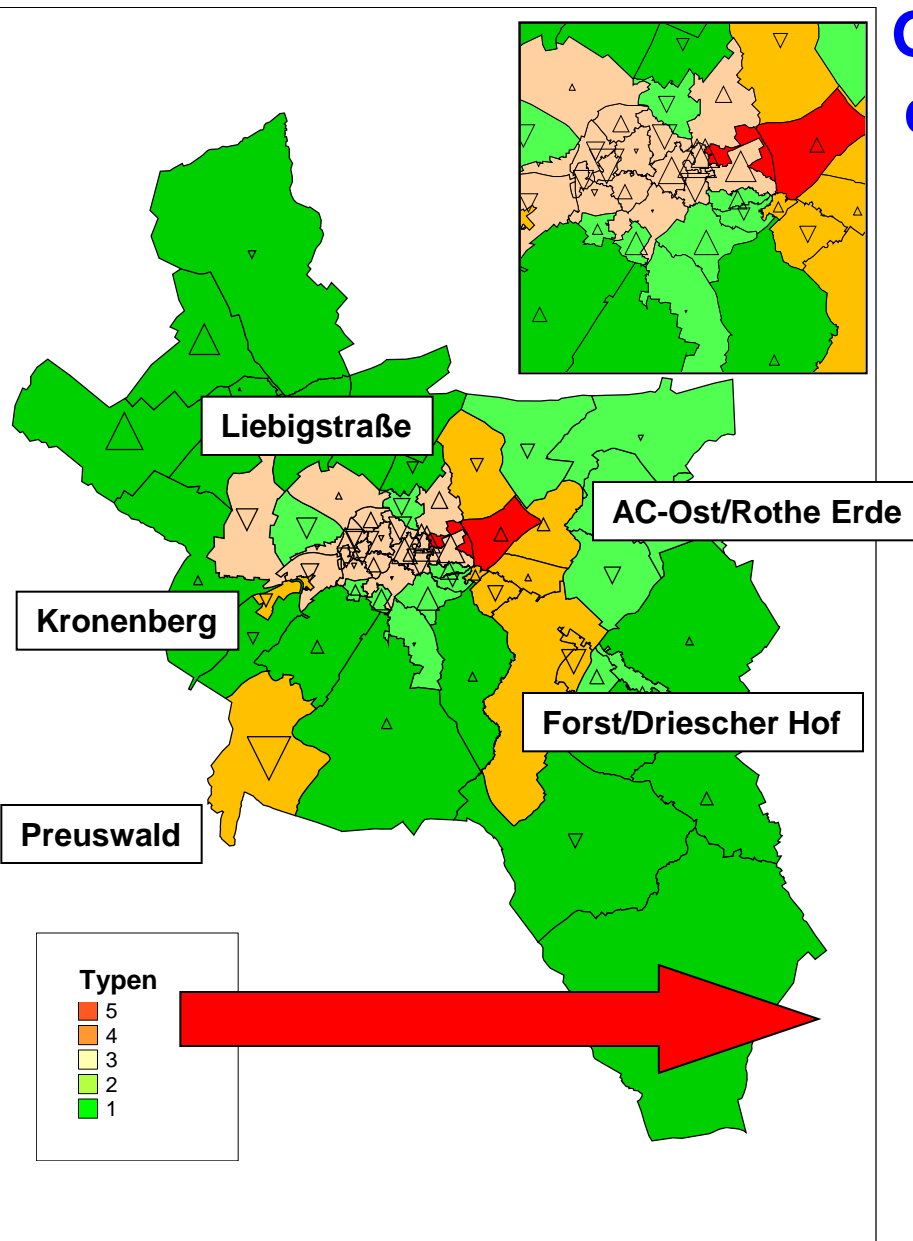 Liebigstraße
AC-Ost/Rothe Erde
Kronenberg
Forst/Driescher Hof
Preuswald
Typen
5
4
3
2
1